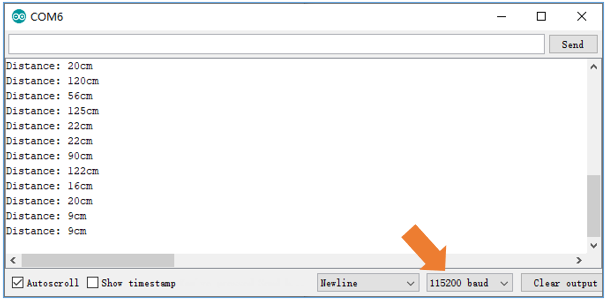 COM6
Send
Distance: 20cm
Distance: 120cm
Distance: 56cm
Distance: 125cm
Distance: 22cm
Distance: 22cm
Distance: 90cm
Distance: 122cm
Distance: 16cm
Distance: 20cm
Distance: 9cm
Distance: 9cm
Autoscroll Show timestamp Newline 115200 baud Clear output